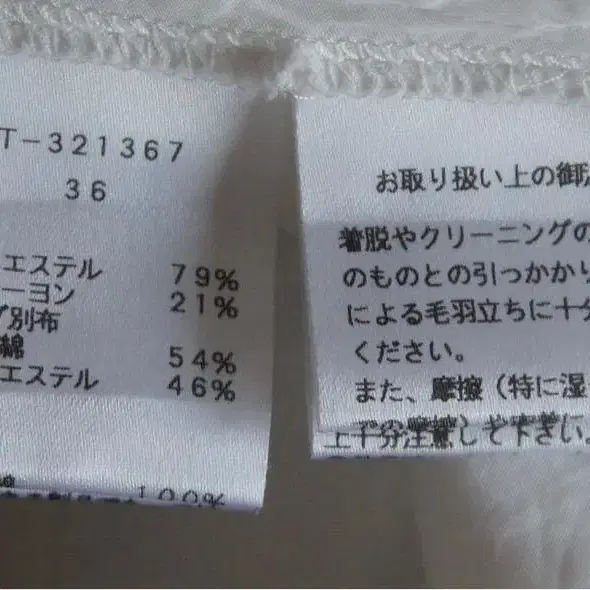 T-321367
36
エステル 79%
ーヨン 21%
別布
綿 54%
エステル 46%
100%
お取り扱い上の御
着脱やクリーニングの
のものとの引っかかり
による毛羽立ちに十分
ください。
また、摩擦（特に湿
上十分注意して下さい。